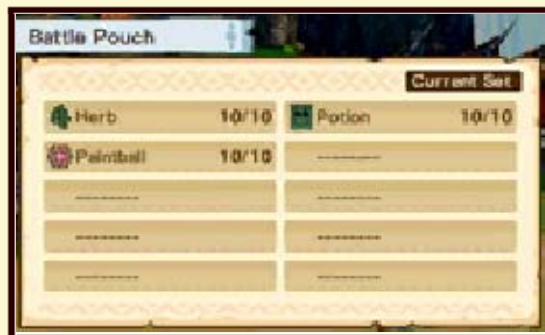 Battle Pouch
Current Set
Herb 10/10 Potion 10/10
Paintball 10/10 --------
-------- --------
-------- --------
-------- --------